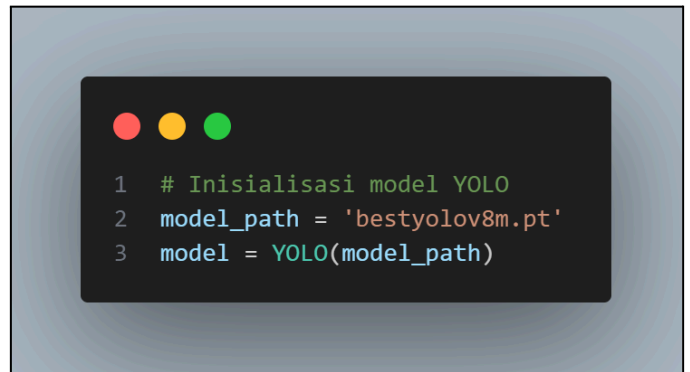 1 # Inisialisasi model YOLO
2 model_path = 'bestyolov8m.pt'
3 model = YOLO(model_path)